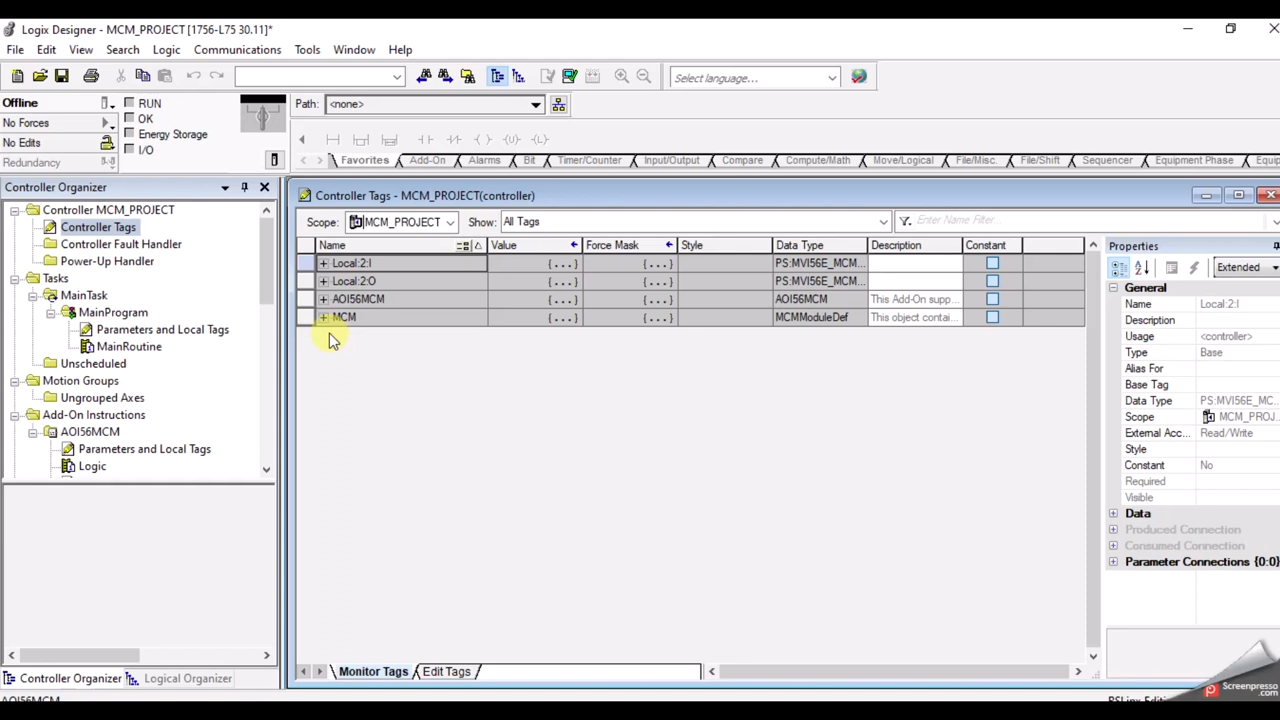 Logix Designer - MCM_PROJECT [1756-L75 30.11]*
File Edit View Search Logic Communications Tools Window Help
Select language...
Offline RUN
No Forces OK
No Edits Energy Storage
Redundancy I/O
Path: <none>
Favorites Add-On Alarms Bit Timer/Counter Input/Output Compare Compute/Math Move/Logical File/Misc. File/Shift Sequencer Equipment Phase
Controller Organizer
Controller MCM_PROJECT
Controller Tags
Controller Fault Handler
Power-Up Handler
Tasks
MainTask
MainProgram
Parameters and Local Tags
MainRoutine
Unscheduled
Motion Groups
Ungrouped Axes
Add-On Instructions
AOI56MCM
Parameters and Local Tags
Logic
Controller Organizer Logical Organizer
Controller Tags - MCM_PROJECT(controller)
Scope: MCM_PROJECT Show: All Tags Enter Name Filter...
Name Value Force Mask Style Data Type Description Constant
Local:2:I {...} {...} PS:MVI56E_MCM...
Local:2:O {...} {...} PS:MVI56E_MCM...
AOI56MCM {...} {...} AOI56MCM This Add-On supp...
MCM {...} {...} MCMModuleDef This object contai...
Monitor Tags Edit Tags
Properties
Extended
General
Name Local:2:I
Description
Usage <controller>
Type Base
Alias For
Base Tag
Data Type PS:MVI56E_MC...
Scope MCM_PROJ...
External Acc... Read/Write
Style
Constant No
Required
Visible
Data
Produced Connection
Consumed Connection
Parameter Connections {0:0}
Screenpresso
.com